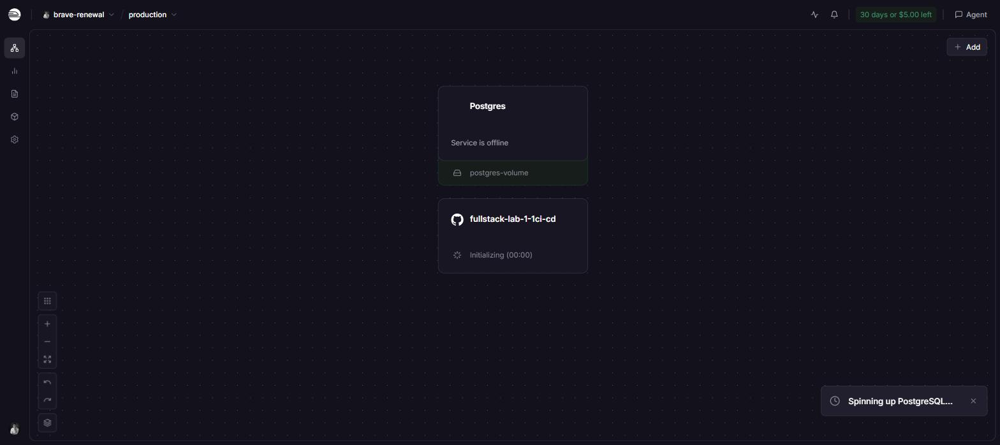 brave-renewal / production
30 days or $5.00 left
Agent
Add
Postgres
Service is offline
postgres-volume
fullstack-lab-1-1ci-cd
Initializing (00:00)
Spinning up PostgreSQL...